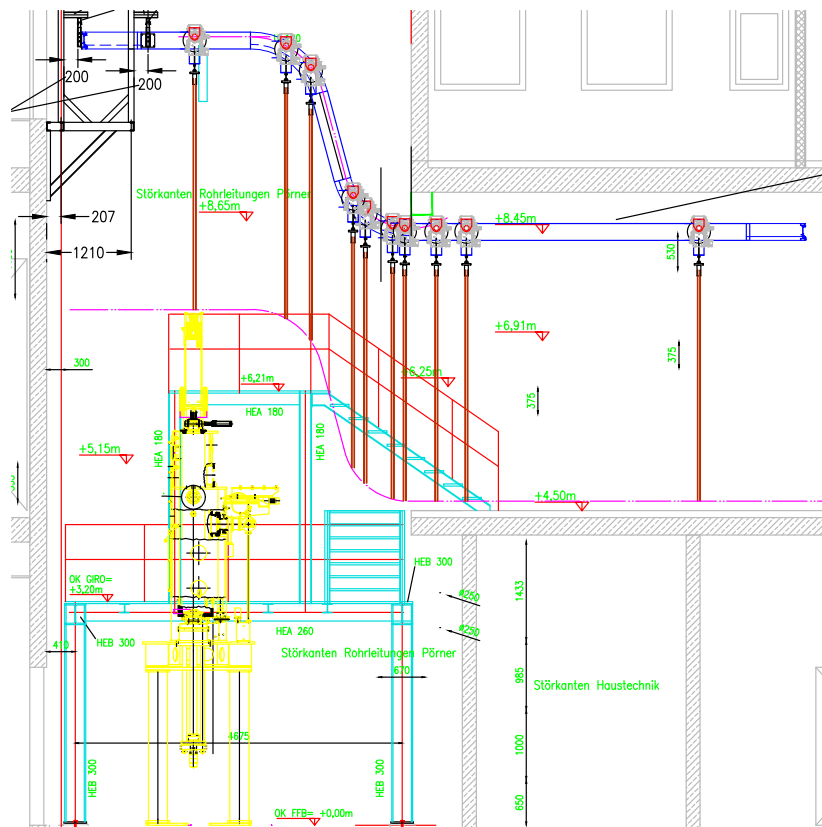 200
200
Störkanten Rohrleitungen Pörner
+8,65m
207
+8,45m
1210
530
+6,91m
375
300
+6,21m
+6,25m
375
HEA 180
HEA 180
HEA 180
+5,15m
+4,50m
OK GIRO=
+3,20m
HEB 300
ø250
1433
HEA 260
ø250
HEB 300
410
Störkanten Rohrleitungen Pörner
670
985
Störkanten Haustechnik
4675
1000
HEB 300
HEB 300
650
OK FFB= +0,00m